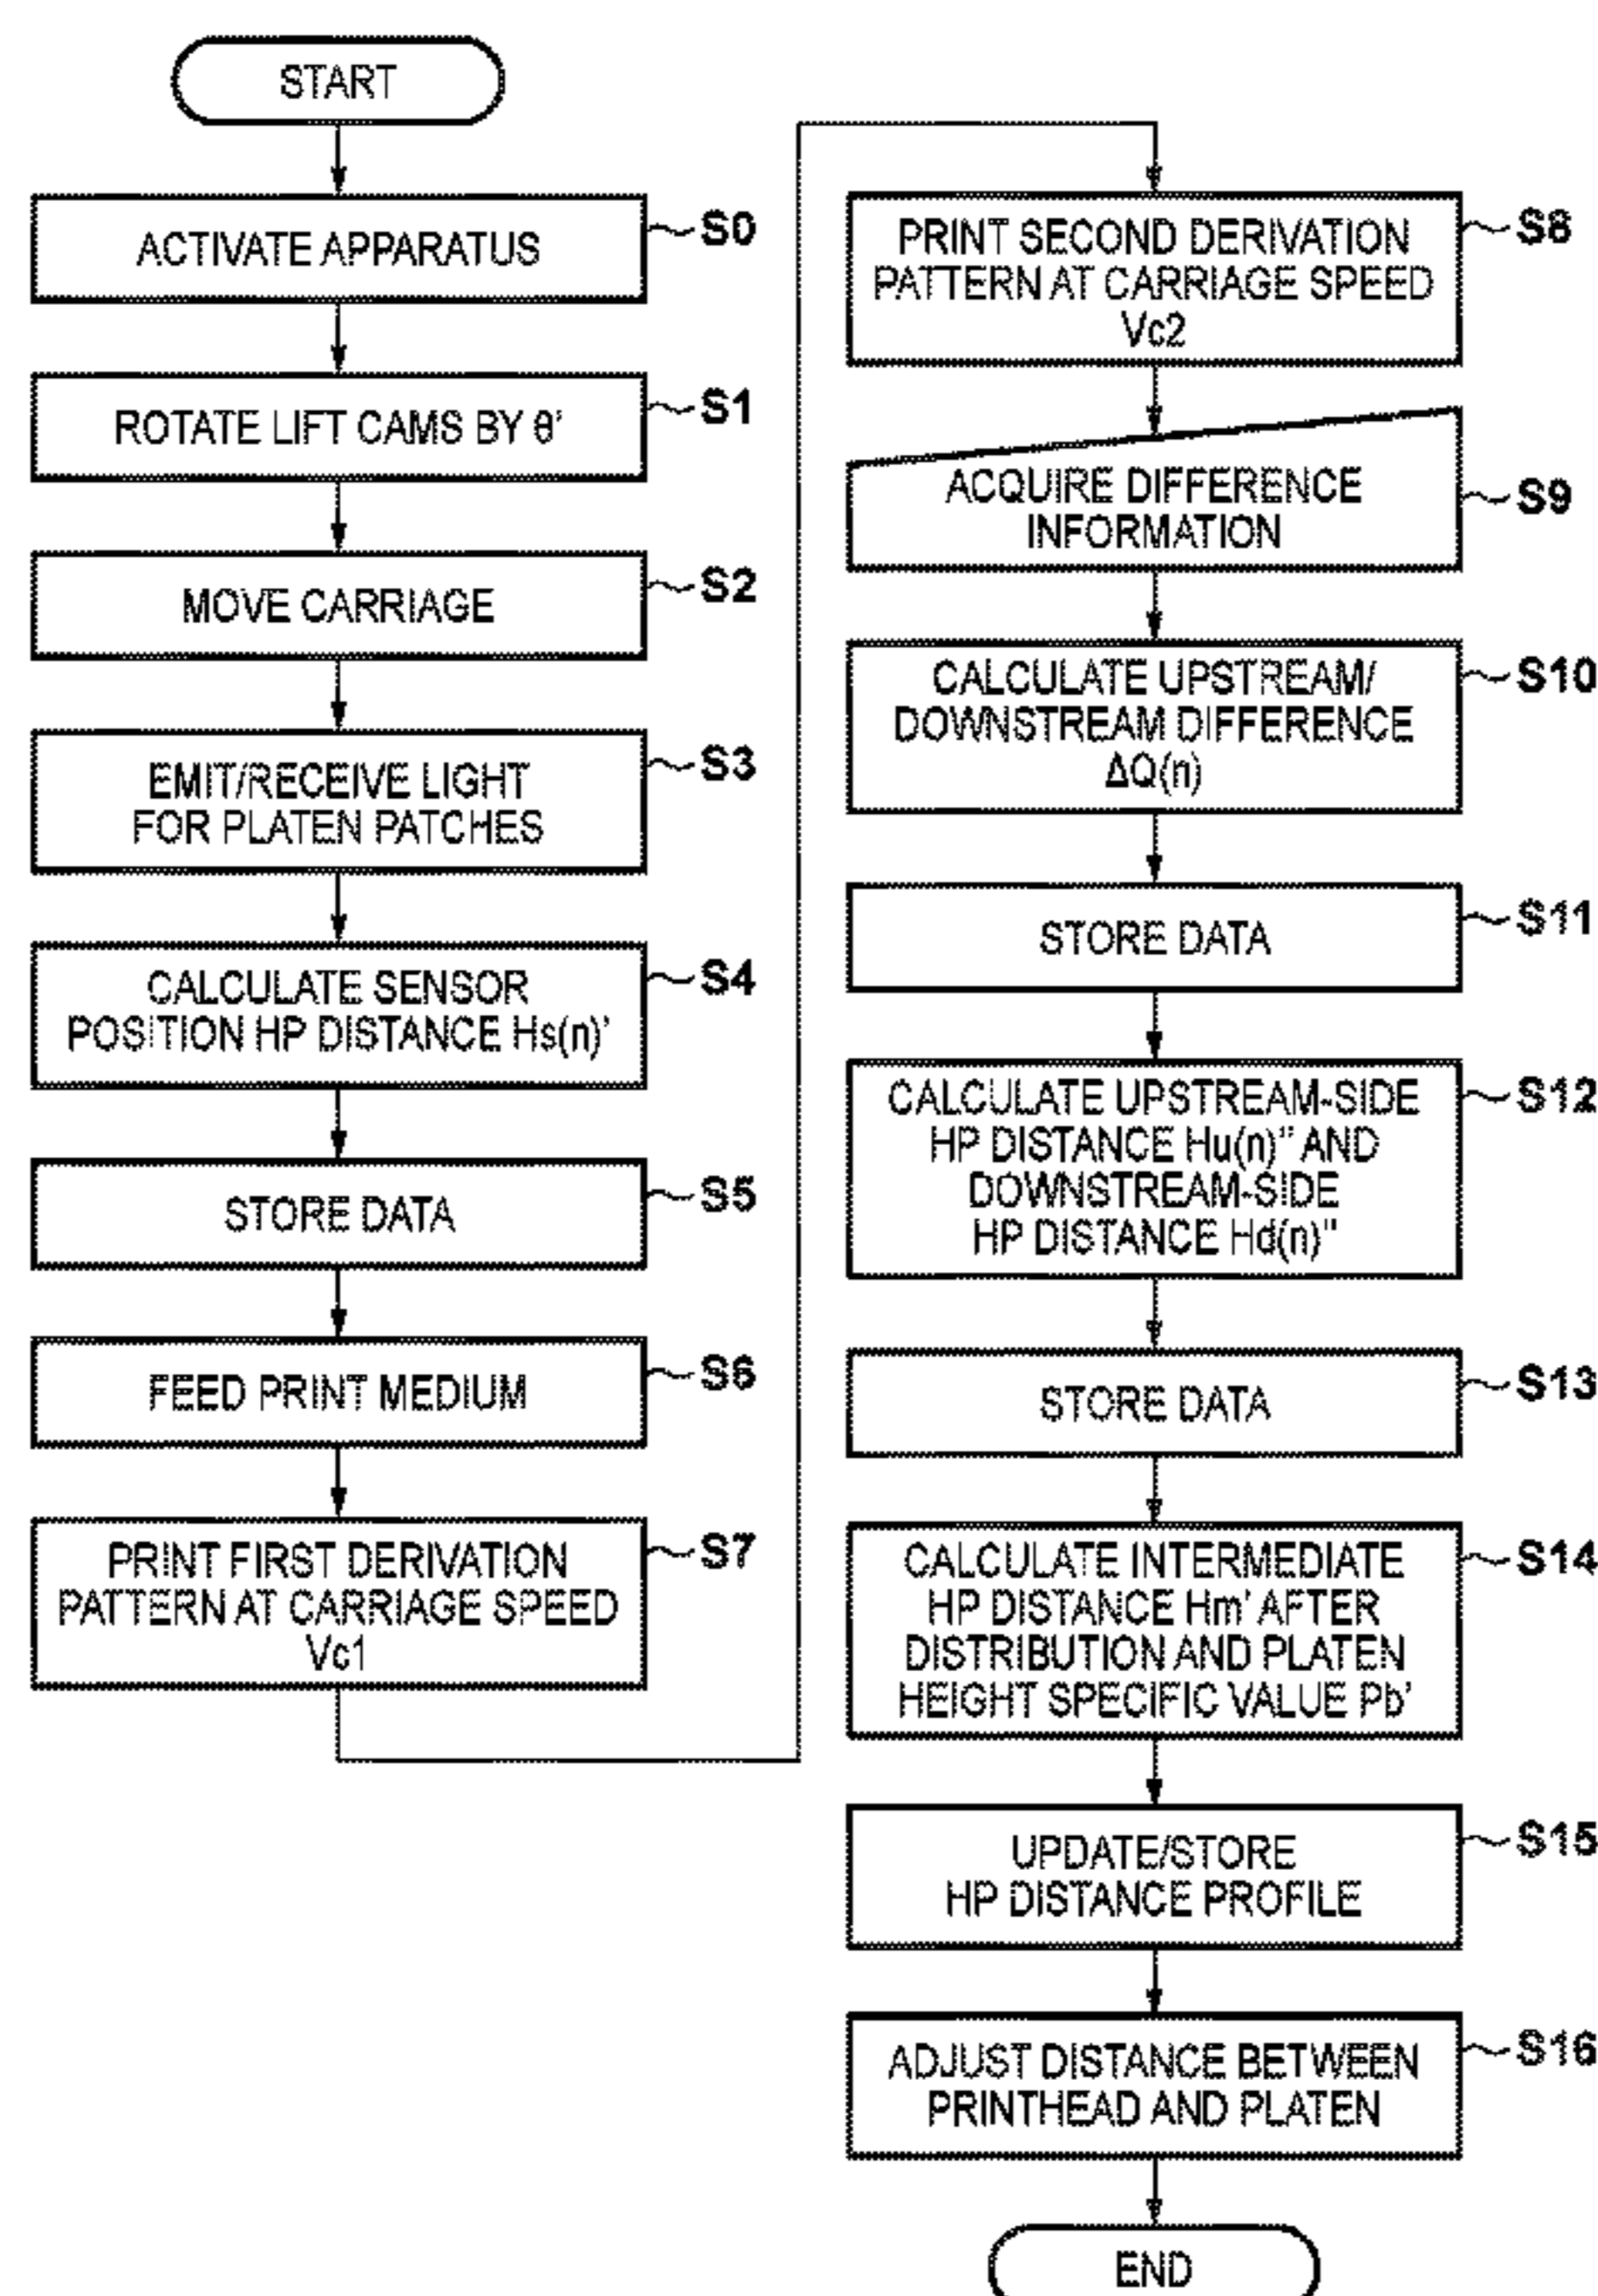 START
ACTIVATE APPARATUS
S0
ROTATE LIFT CAMS BY θ'
S1
MOVE CARRIAGE
S2
EMIT/RECEIVE LIGHT
FOR PLATEN PATCHES
S3
CALCULATE SENSOR
POSITION HP DISTANCE Hs(n)'
S4
STORE DATA
S5
FEED PRINT MEDIUM
S6
PRINT FIRST DERIVATION
PATTERN AT CARRIAGE SPEED
Vc1
S7
PRINT SECOND DERIVATION
PATTERN AT CARRIAGE SPEED
Vc2
S8
ACQUIRE DIFFERENCE
INFORMATION
S9
CALCULATE UPSTREAM/
DOWNSTREAM DIFFERENCE
ΔQ(n)
S10
STORE DATA
S11
CALCULATE UPSTREAM-SIDE
HP DISTANCE Hu(n)" AND
DOWNSTREAM-SIDE
HP DISTANCE Hd(n)"
S12
STORE DATA
S13
CALCULATE INTERMEDIATE
HP DISTANCE Hm' AFTER
DISTRIBUTION AND PLATEN
HEIGHT SPECIFIC VALUE Pb'
S14
UPDATE/STORE
HP DISTANCE PROFILE
S15
ADJUST DISTANCE BETWEEN
PRINTHEAD AND PLATEN
S16
END